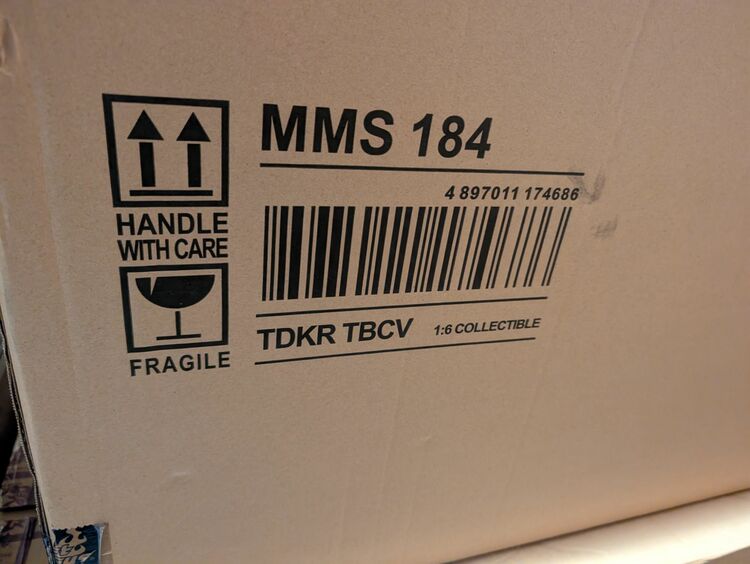 MMS 184
4 897011 174686
HANDLE
WITH CARE
TDKR TBCV 1:6 COLLECTIBLE
FRAGILE